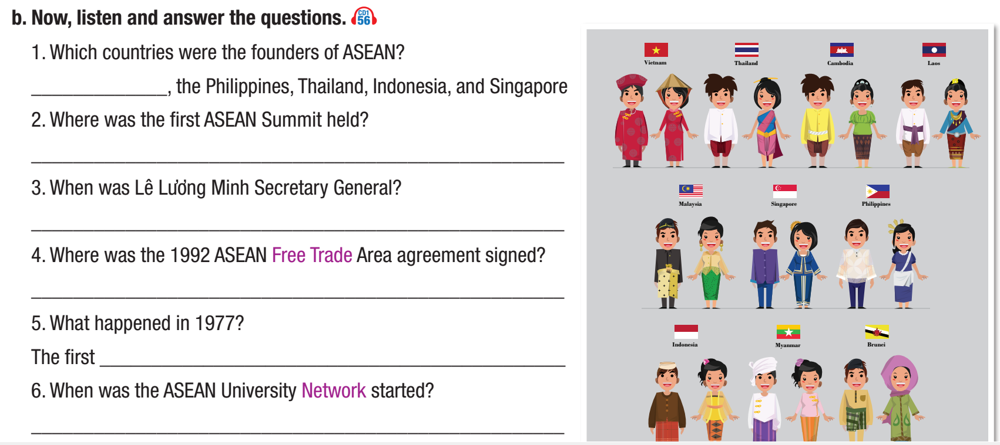 b. Now, listen and answer the questions. CD1 56
1. Which countries were the founders of ASEAN?
_____________, the Philippines, Thailand, Indonesia, and Singapore
2. Where was the first ASEAN Summit held?
3. When was Lê Lương Minh Secretary General?
4. Where was the 1992 ASEAN Free Trade Area agreement signed?
5. What happened in 1977?
The first _____________
6. When was the ASEAN University Network started?
Vietnam Thailand Cambodia Laos
Malaysia Singapore Philippines
Indonesia Myanmar Brunei